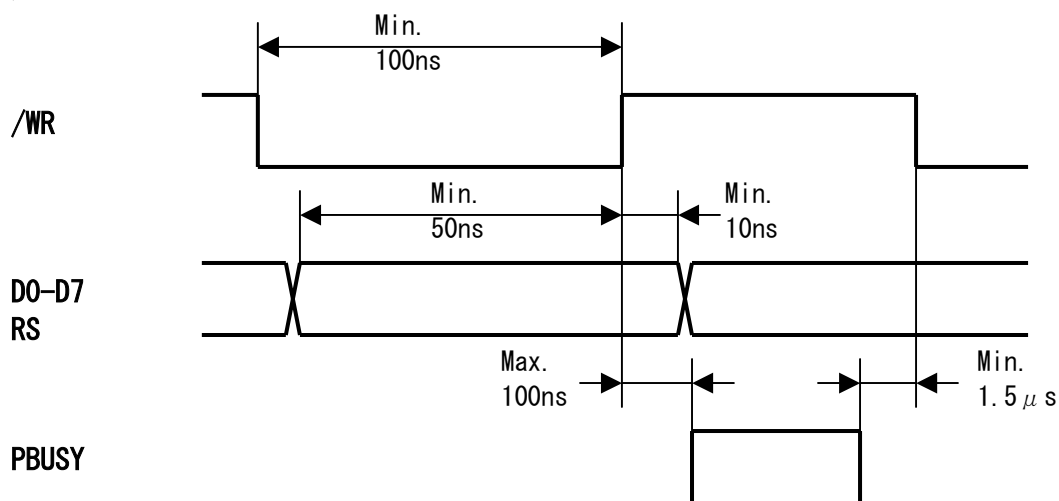 Min.
100ns
/WR
Min.
50ns
Min.
10ns
D0-D7
RS
Max.
100ns
Min.
1.5μs
PBUSY